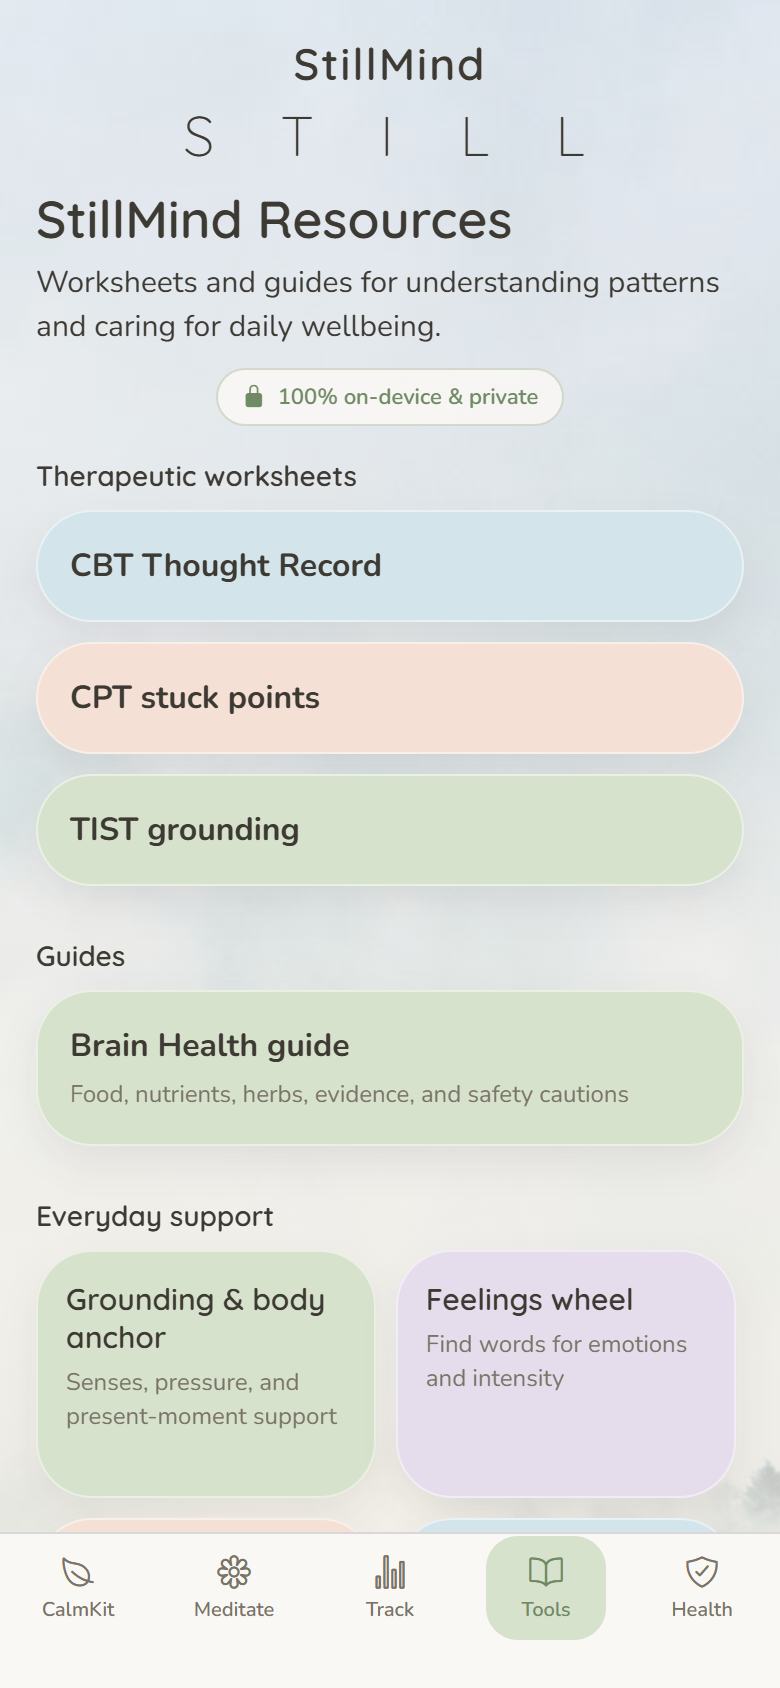 StillMind
S T I L L
StillMind Resources
Worksheets and guides for understanding patterns
and caring for daily wellbeing.
100% on-device & private
Therapeutic worksheets
CBT Thought Record
CPT stuck points
TIST grounding
Guides
Brain Health guide
Food, nutrients, herbs, evidence, and safety cautions
Everyday support
Grounding & body
anchor
Senses, pressure, and
present-moment support
Feelings wheel
Find words for emotions
and intensity
CalmKit
Meditate
Track
Tools
Health